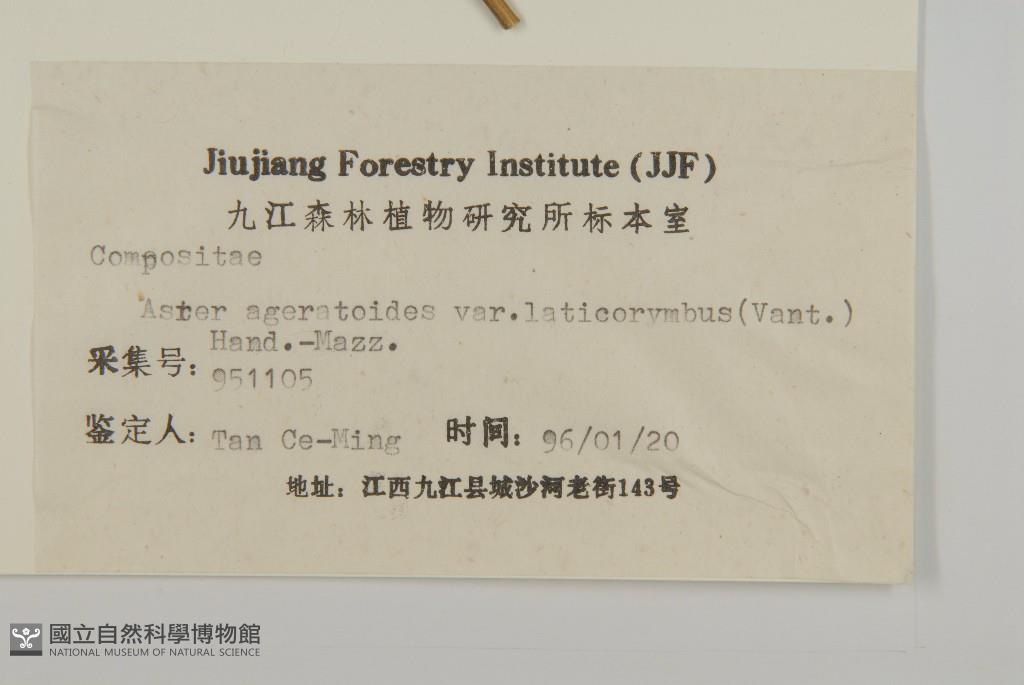 Jiujiang Forestry Institute (JJF)
九江森林植物研究所标本室
Compositae
Aster ageratoides var.laticorymbus(Vant.)
Hand.-Mazz.
采集号: 951105
鉴定人: Tan Ce-Ming 时间: 96/01/20
地址: 江西九江县城沙河老街143号
國立自然科學博物館
NATIONAL MUSEUM OF NATURAL SCIENCE